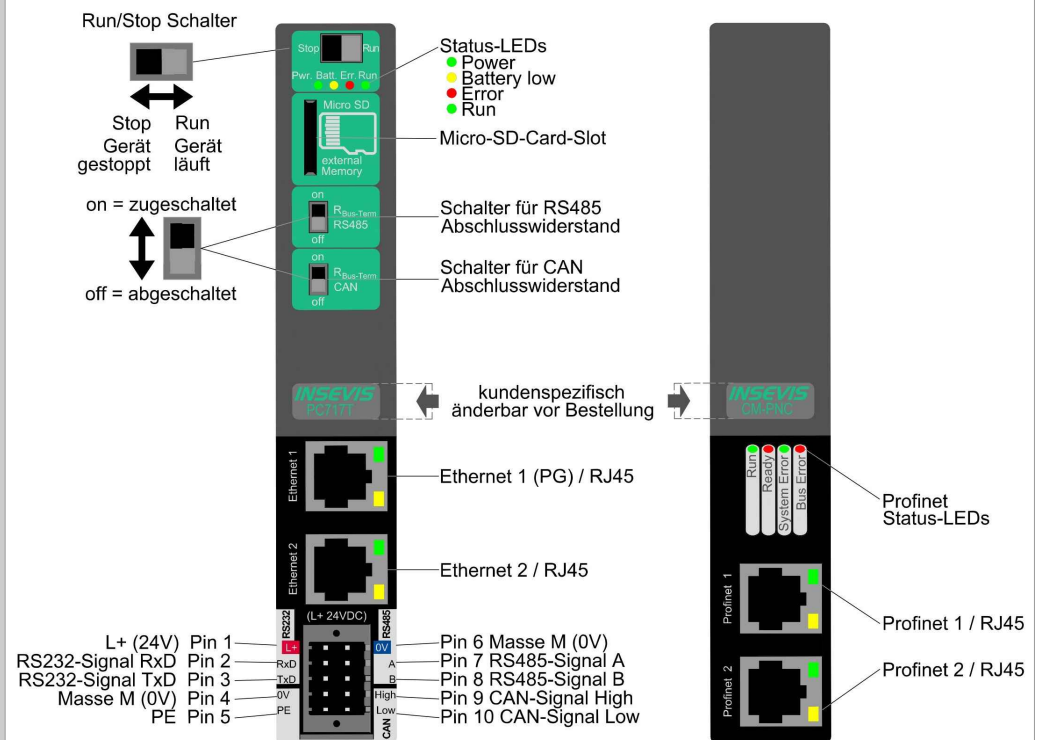 Run/Stop Schalter
Stop
Run
Gerät
gestoppt
Gerät
läuft
on = zugeschaltet
off = abgeschaltet
Stop
Run
Pwr. Batt. Err. Run
Micro SD
external
Memory
on
RBus-Term
RS485
off
on
RBus-Term
CAN
off
Status-LEDs
Power
Battery low
Error
Run
Micro-SD-Card-Slot
Schalter für RS485
Abschlusswiderstand
Schalter für CAN
Abschlusswiderstand
INSEVIS
PC717T
kundenspezifisch
änderbar vor Bestellung
INSEVIS
CM-PNC
Ethernet 1
Ethernet 1 (PG) / RJ45
Ethernet 2
Ethernet 2 / RJ45
Run
Ready
System Error
Bus Error
Profinet
Status-LEDs
Profinet 1
Profinet 1 / RJ45
Profinet 2
Profinet 2 / RJ45
RS232
(L+ 24VDC)
RS485
L+ (24V) Pin 1
RS232-Signal RxD Pin 2
RS232-Signal TxD Pin 3
Masse M (0V) Pin 4
PE Pin 5
L+
RxD
TxD
0V
PE
0V
A
B
High
Low
CAN
Pin 6 Masse M (0V)
Pin 7 RS485-Signal A
Pin 8 RS485-Signal B
Pin 9 CAN-Signal High
Pin 10 CAN-Signal Low